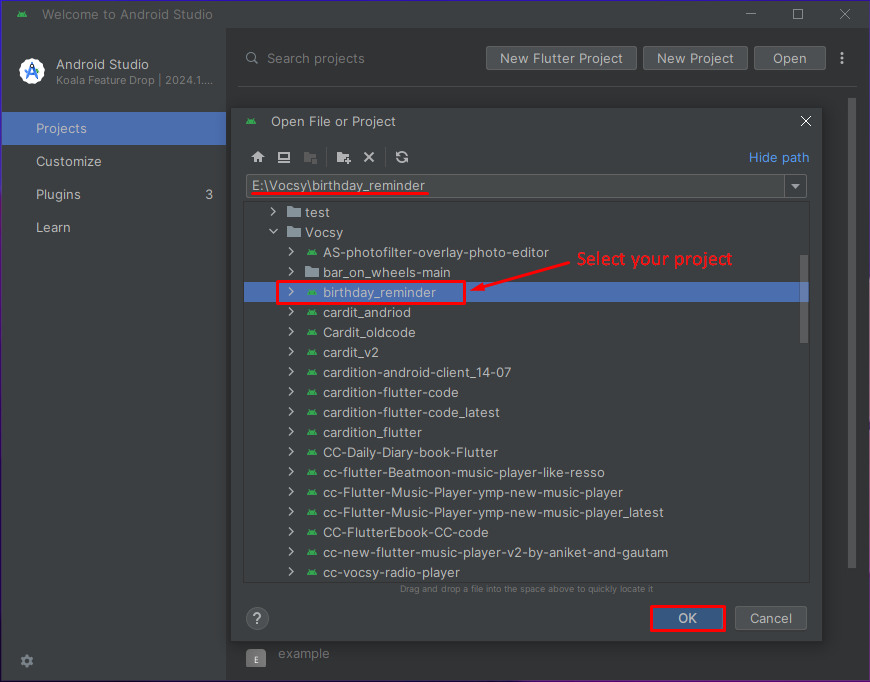 Welcome to Android Studio
Android Studio
Koala Feature Drop | 2024.1....
Search projects
New Flutter Project
New Project
Open
Projects
Customize
Plugins 3
Learn
Open File or Project
Hide path
E:\Vocsy\birthday_reminder
test
Vocsy
AS-photofilter-overlay-photo-editor
bar_on_wheels-main
Select your project
birthday_reminder
cardit_andriod
Cardit_oldcode
cardit_v2
cardition-android-client_14-07
cardition-flutter-code
cardition-flutter-code_latest
cardition_flutter
CC-Daily-Diary-book-Flutter
cc-flutter-Beatmoon-music-player-like-resso
cc-Flutter-Music-Player-ymp-new-music-player
cc-Flutter-Music-Player-ymp-new-music-player_latest
CC-FlutterEbook-CC-code
cc-new-flutter-music-player-v2-by-aniket-and-gautam
cc-vocsy-radio-player
Drag and drop a file into the space above to quickly locate it
?
OK
Cancel
E
example